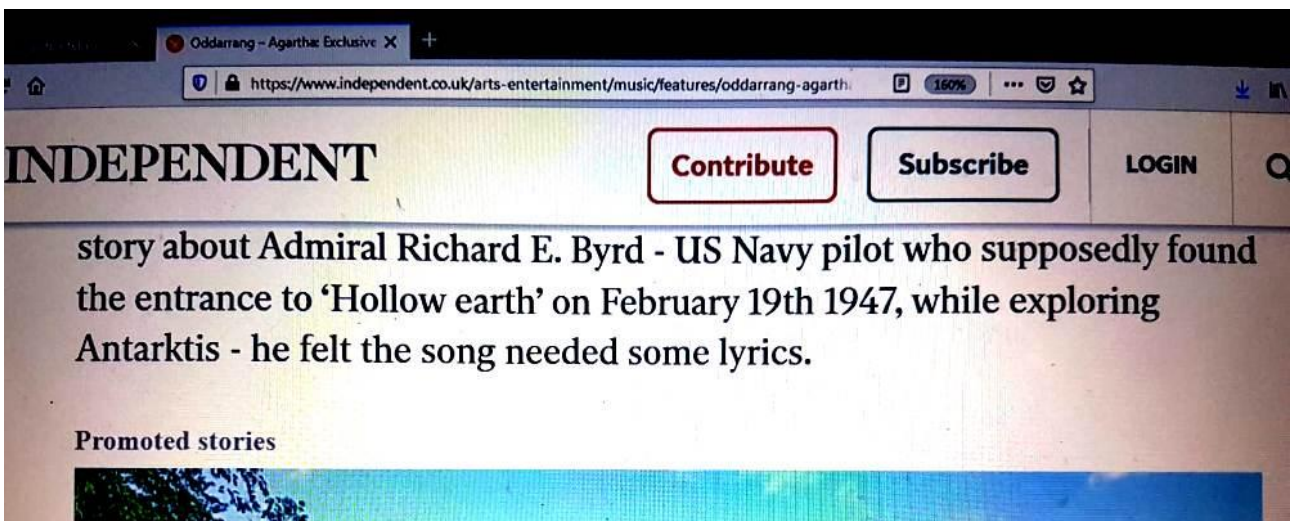 Oddarrang – Agartha: Exclusive
https://www.independent.co.uk/arts-entertainment/music/features/oddarrang-agarth
160%
INDEPENDENT
Contribute
Subscribe
LOGIN
story about Admiral Richard E. Byrd - US Navy pilot who supposedly found
the entrance to ‘Hollow earth’ on February 19th 1947, while exploring
Antarktis - he felt the song needed some lyrics.
Promoted stories